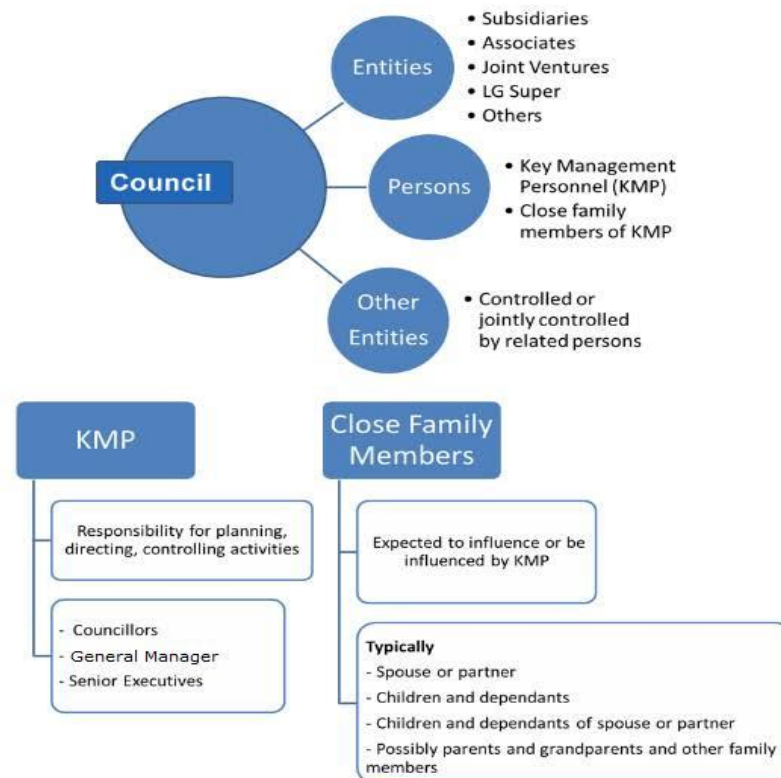 • Subsidiaries
• Associates
• Joint Ventures
• LG Super
• Others
Entities
Council
Persons
• Key Management
Personnel (KMP)
• Close family
members of KMP
Other
Entities
• Controlled or
jointly controlled
by related persons
KMP
Responsibility for planning,
directing, controlling activities
- Councillors
- General Manager
- Senior Executives
Close Family
Members
Expected to influence or be
influenced by KMP
Typically
- Spouse or partner
- Children and dependants
- Children and dependants of spouse or partner
- Possibly parents and grandparents and other family
members